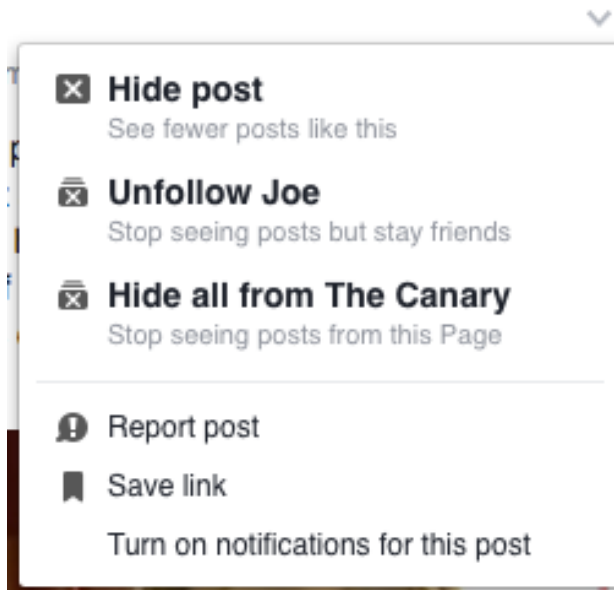 Hide post
See fewer posts like this
Unfollow Joe
Stop seeing posts but stay friends
Hide all from The Canary
Stop seeing posts from this Page
Report post
Save link
Turn on notifications for this post